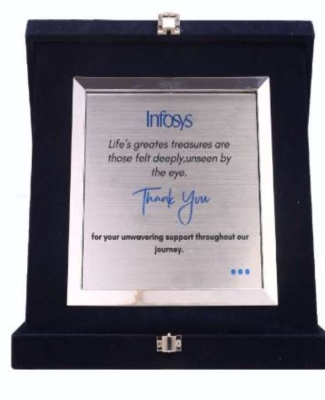 Infosys
Life's greates treasures are
those felt deeply,unseen by
the eye.
Thank You
for your unwavering support throughout our
journey.